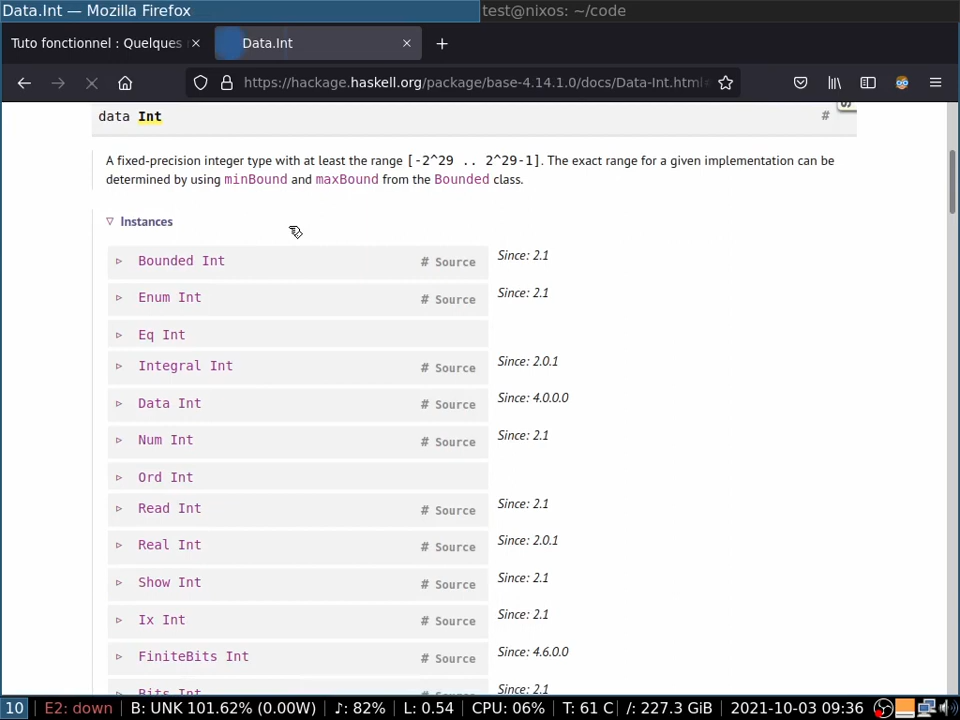 Data.Int — Mozilla Firefox
test@nixos: ~/code
Tuto fonctionnel : Quelques
Data.Int
https://hackage.haskell.org/package/base-4.14.1.0/docs/Data-Int.html
data Int #
A fixed-precision integer type with at least the range [-2^29 .. 2^29-1]. The exact range for a given implementation can be
determined by using minBound and maxBound from the Bounded class.
▽ Instances
▹ Bounded Int # Source Since: 2.1
▹ Enum Int # Source Since: 2.1
▹ Eq Int
▹ Integral Int # Source Since: 2.0.1
▹ Data Int # Source Since: 4.0.0.0
▹ Num Int # Source Since: 2.1
▹ Ord Int
▹ Read Int # Source Since: 2.1
▹ Real Int # Source Since: 2.0.1
▹ Show Int # Source Since: 2.1
▹ Ix Int # Source Since: 2.1
▹ FiniteBits Int # Source Since: 4.6.0.0
Bits Int Since: 2.1
10 E2: down | B: UNK 101.62% (0.00W) | ♪: 82% | L: 0.54 | CPU: 06% | T: 61 C | /: 227.3 GiB | 2021-10-03 09:36